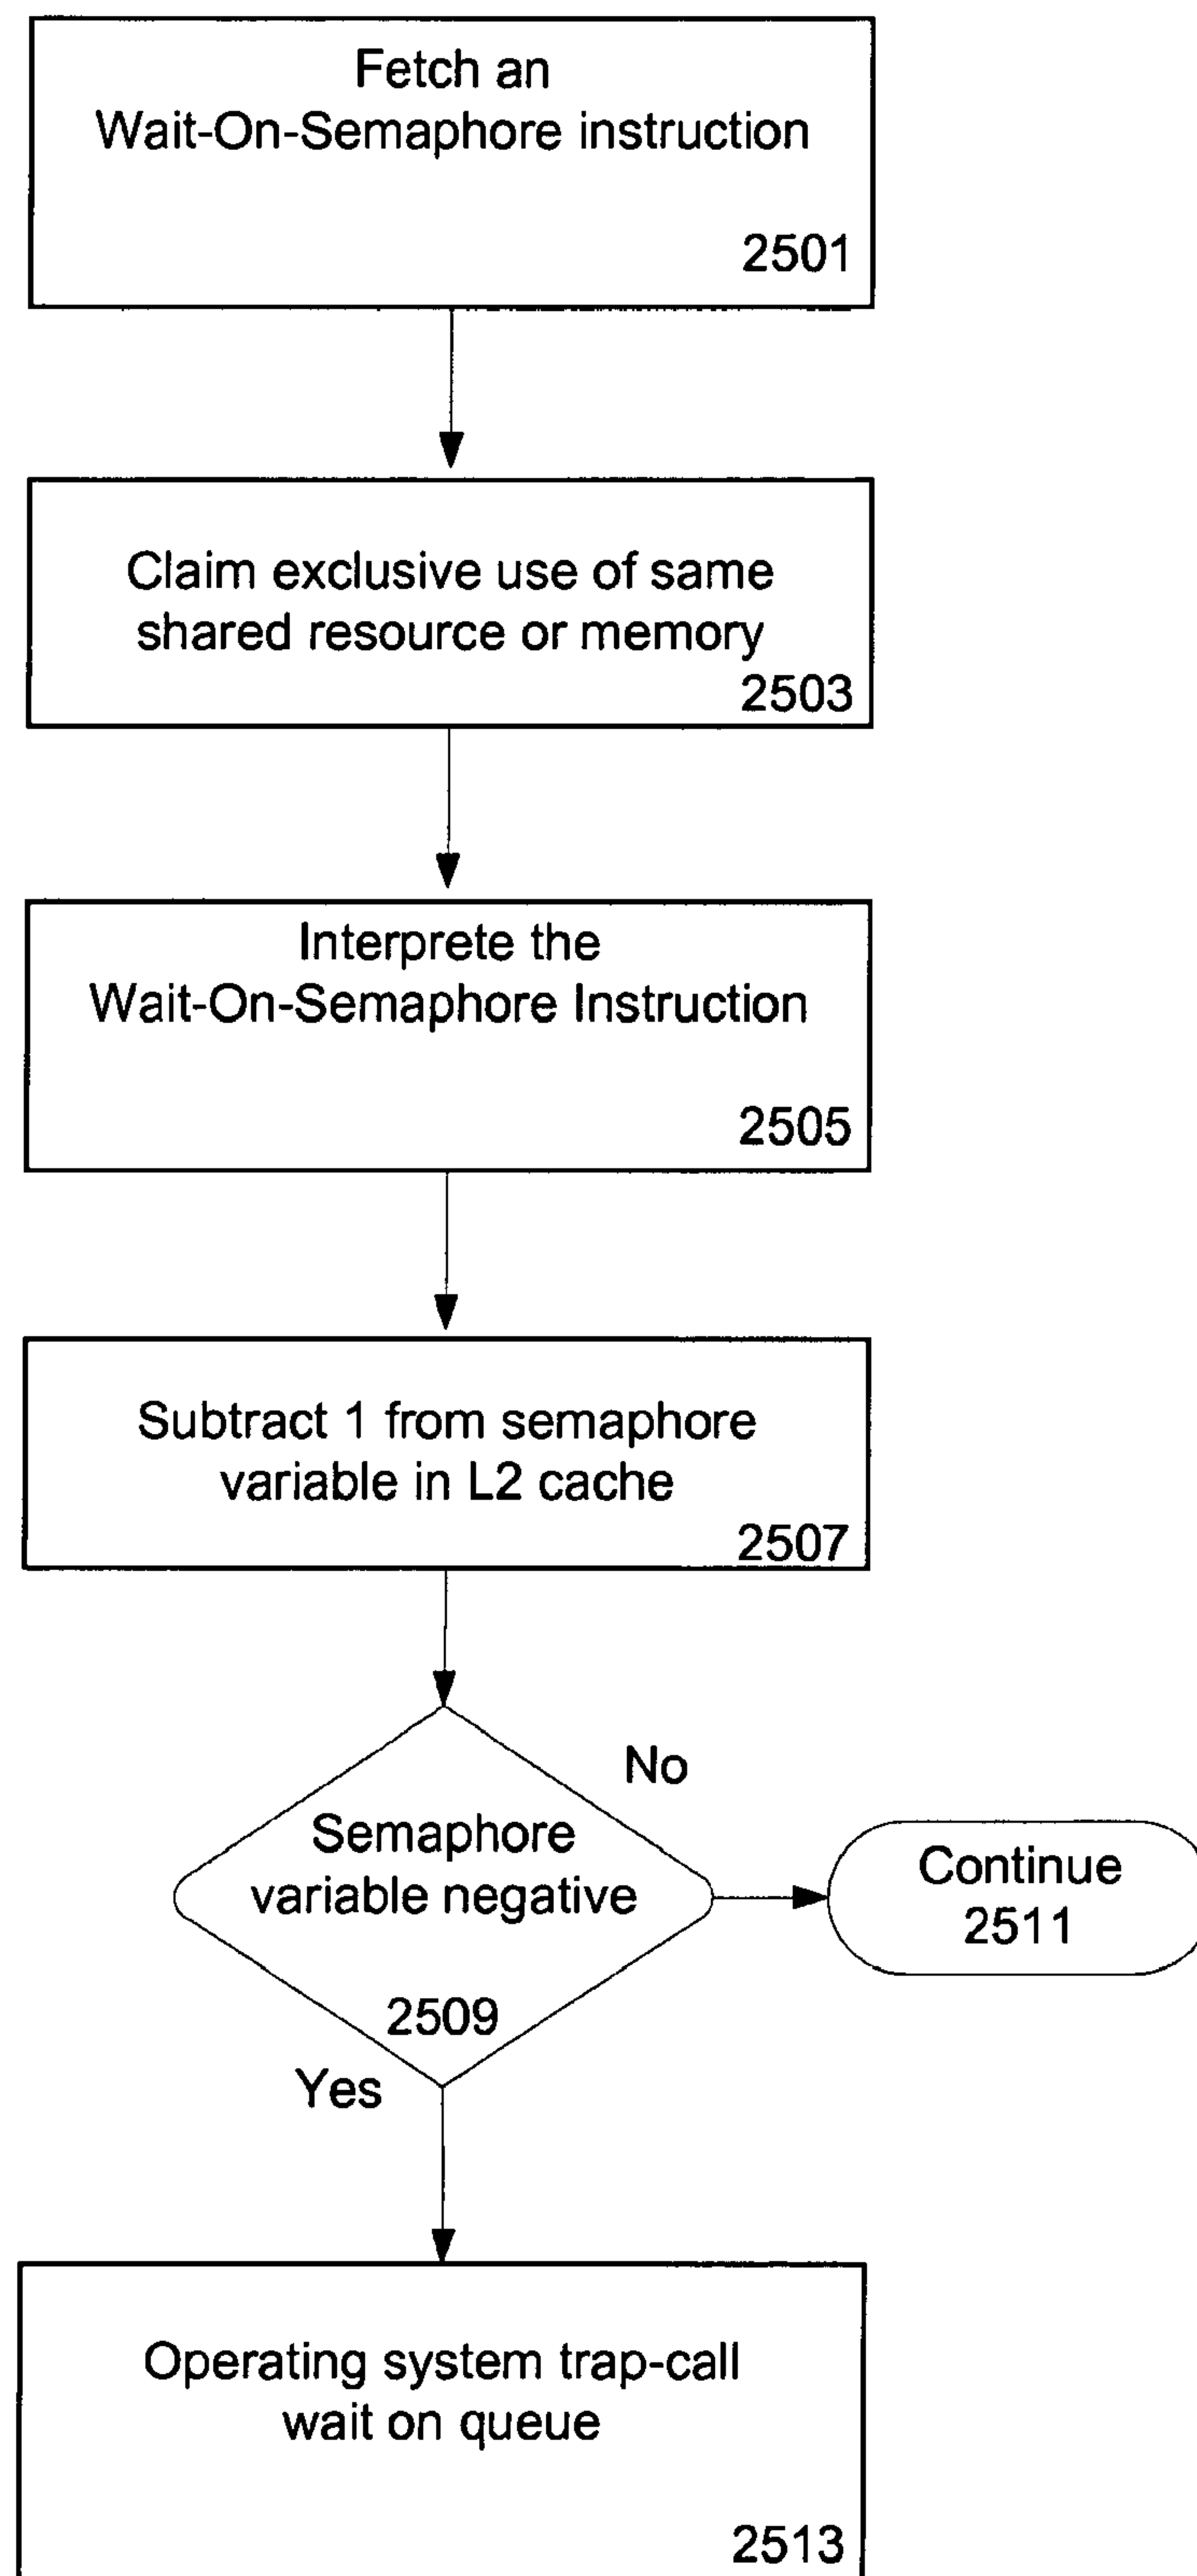 Fetch an
Wait-On-Semaphore instruction
2501
Claim exclusive use of same
shared resource or memory
2503
Interprete the
Wait-On-Semaphore Instruction
2505
Subtract 1 from semaphore
variable in L2 cache
2507
No
Semaphore
variable negative
2509
Continue
2511
Yes
Operating system trap-call
wait on queue
2513